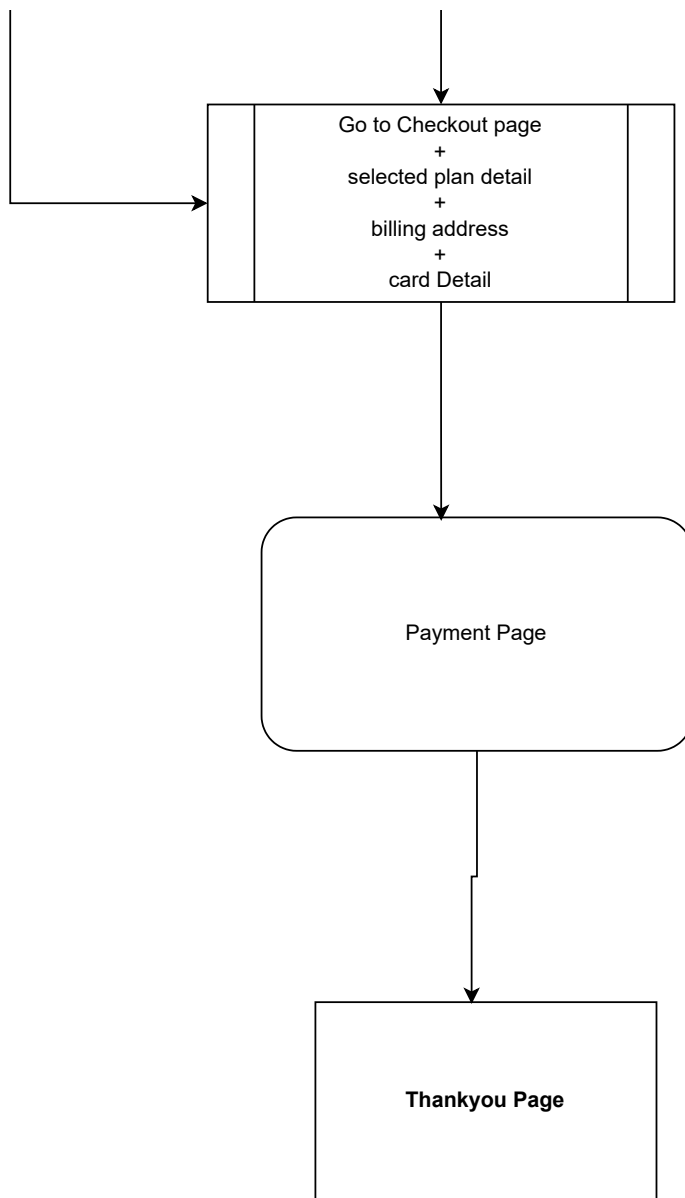 Go to Checkout page
+
selected plan detail
+
billing address
+
card Detail
Payment Page
Thankyou Page